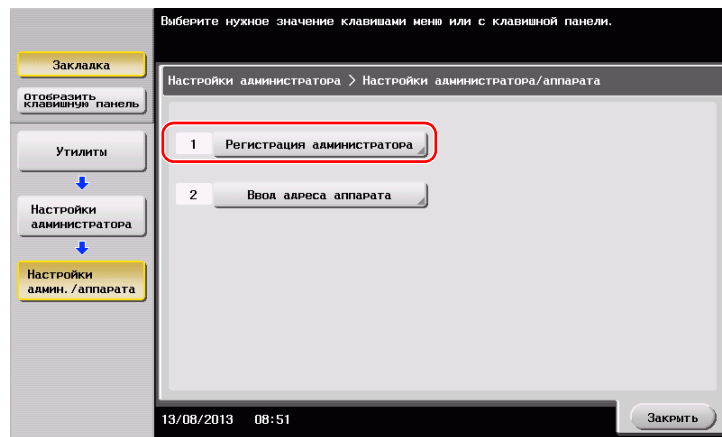 Выберите нужное значение клавишами меню или с клавишной панели.
Закладка
Отобразить
клавишную панель
Утилиты
Настройки
администратора
Настройки
админ./аппарата
Настройки администратора > Настройки администратора/аппарата
1 Регистрация администратора
2 Ввод адреса аппарата
13/08/2013 08:51
Закрыть